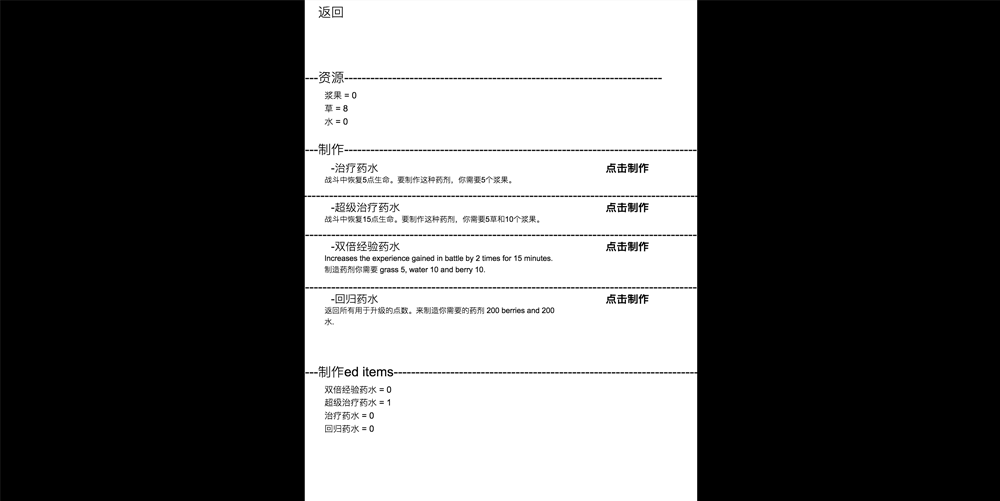 返回
---资源--------------------------------------------------------------------------
浆果 = 0
草 = 8
水 = 0
---制作----------------------------------------------------------------------------------
-治疗药水 点击制作
战斗中恢复5点生命。要制作这种药剂，你需要5个浆果。
-超级治疗药水 点击制作
战斗中恢复15点生命。要制作这种药剂，你需要5草和10个浆果。
-双倍经验药水 点击制作
Increases the experience gained in battle by 2 times for 15 minutes.
制造药剂你需要 grass 5, water 10 and berry 10.
-回归药水 点击制作
返回所有用于升级的点数。来制造你需要的药剂 200 berries and 200
水.
---制作ed items----------------------------------------------------------------------
双倍经验药水 = 0
超级治疗药水 = 1
治疗药水 = 0
回归药水 = 0